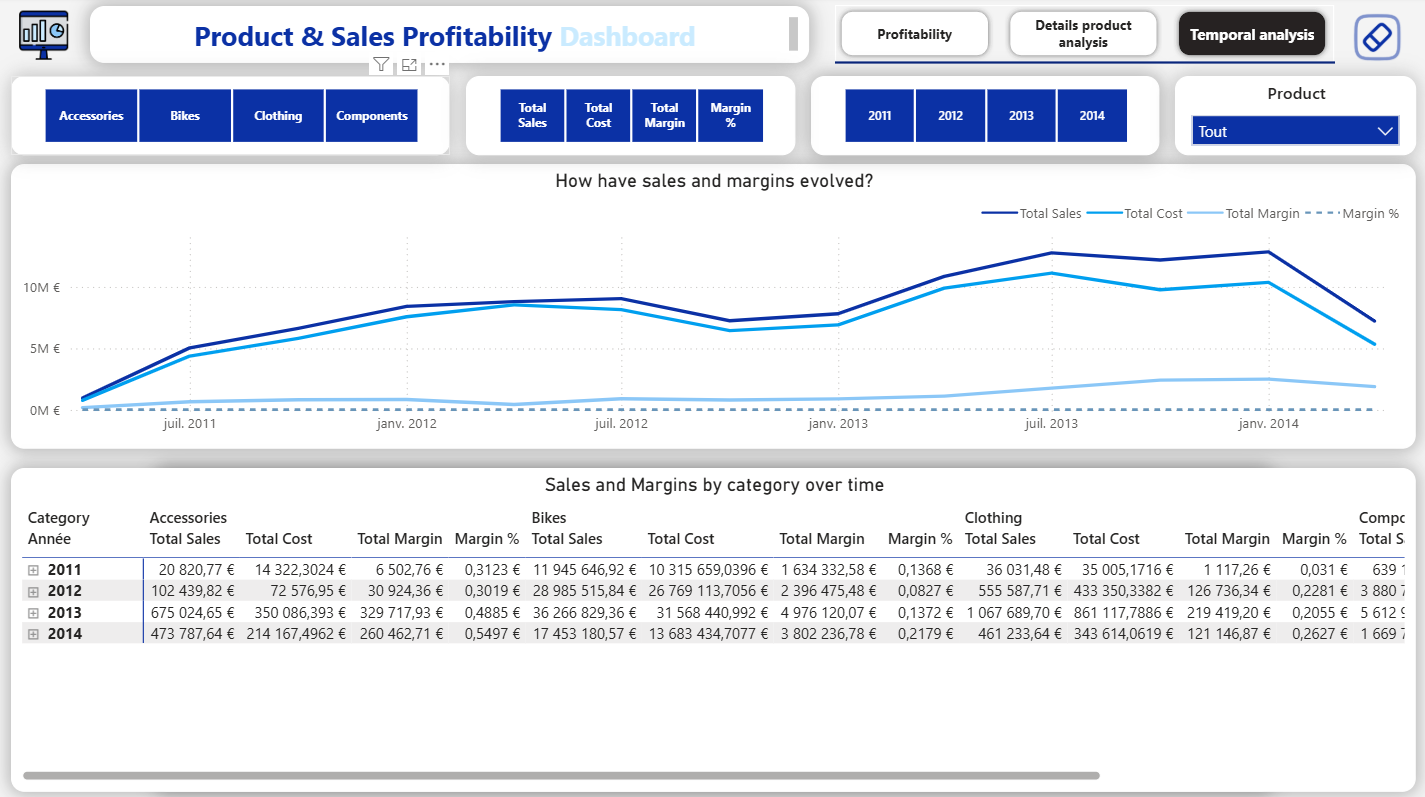 Product & Sales Profitability Dashboard
Profitability
Details product
analysis
Temporal analysis
Accessories Bikes Clothing Components
Total
Sales
Total
Cost
Total
Margin
Margin
%
2011 2012 2013 2014
Product
Tout
How have sales and margins evolved?
Total Sales Total Cost Total Margin Margin %
10M €
5M €
0M €
juil. 2011 janv. 2012 juil. 2012 janv. 2013 juil. 2013 janv. 2014
Sales and Margins by category over time
Category Accessories Bikes Clothing Compo
Année Total Sales Total Cost Total Margin Margin % Total Sales Total Cost Total Margin Margin % Total Sales Total Cost Total Margin Margin % Total S
2011 20 820,77 € 14 322,3024 € 6 502,76 € 0,3123 € 11 945 646,92 € 10 315 659,0396 € 1 634 332,58 € 0,1368 € 36 031,48 € 35 005,1716 € 1 117,26 € 0,031 € 639 1
2012 102 439,82 € 72 576,95 € 30 924,36 € 0,3019 € 28 985 515,84 € 26 769 113,7056 € 2 396 475,48 € 0,0827 € 555 587,71 € 433 350,3382 € 126 736,34 € 0,2281 € 3 880 7
2013 675 024,65 € 350 086,393 € 329 717,93 € 0,4885 € 36 266 829,36 € 31 568 440,992 € 4 976 120,07 € 0,1372 € 1 067 689,70 € 861 117,7886 € 219 419,20 € 0,2055 € 5 612 9
2014 473 787,64 € 214 167,4962 € 260 462,71 € 0,5497 € 17 453 180,57 € 13 683 434,7077 € 3 802 236,78 € 0,2179 € 461 233,64 € 343 614,0619 € 121 146,87 € 0,2627 € 1 669 7